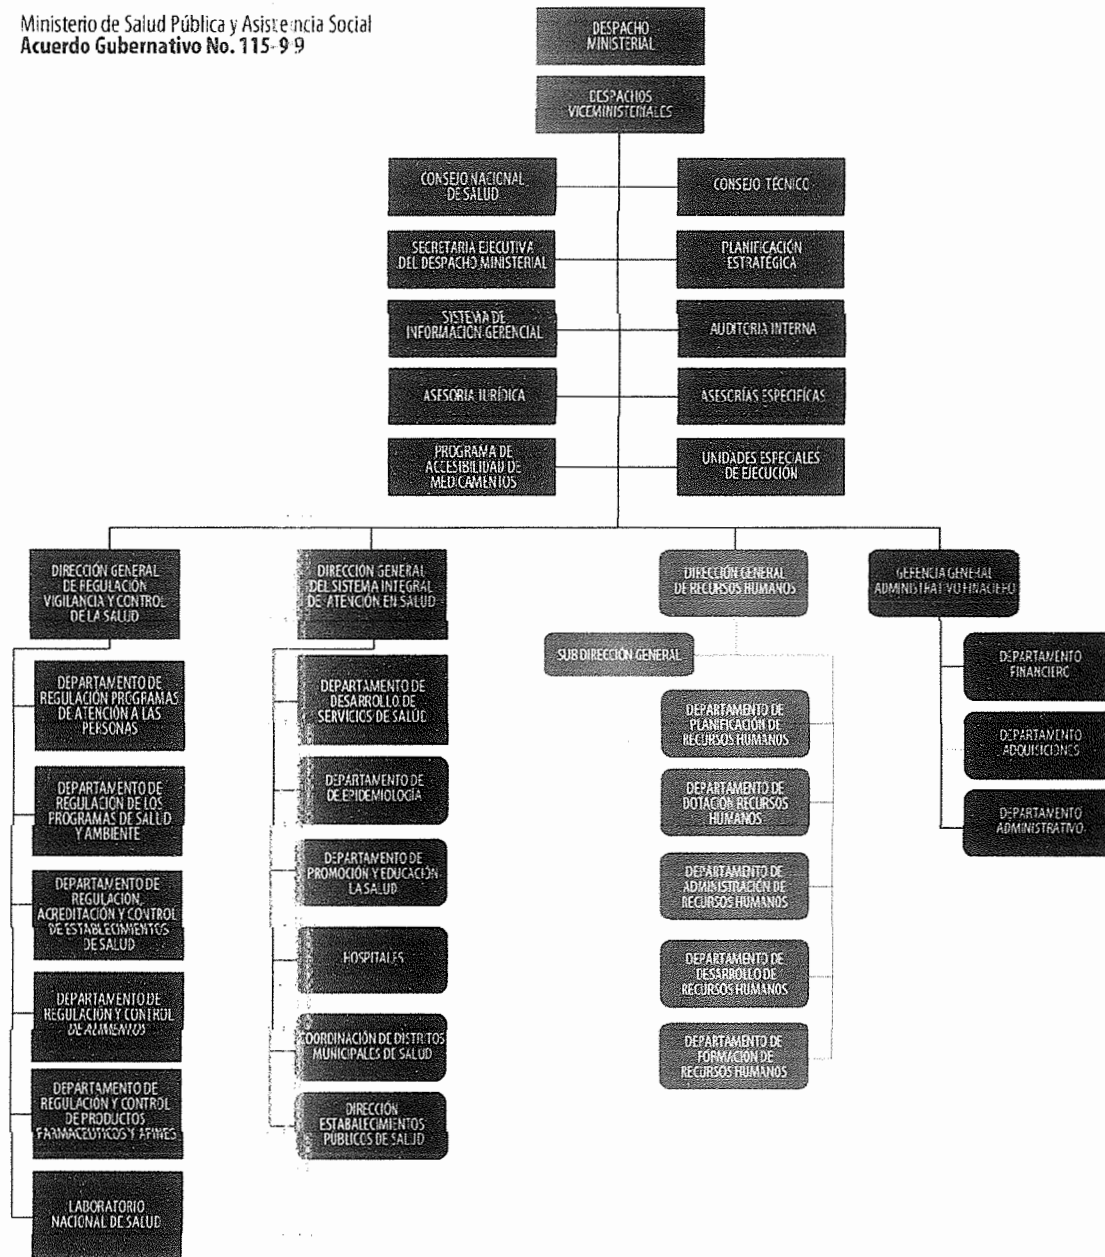 Ministerio de Salud Pública y Asistencia Social
Acuerdo Gubernativo No. 115-99
DESPACHO
MINISTERIAL
DESPACHOS
VICEMINISTERIALES
CONSEJO NACIONAL
DE SALUD
CONSEJO TÉCNICO
SECRETARIA EJECUTIVA
DEL DESPACHO MINISTERIAL
PLANIFICACIÓN
ESTRATÉGICA
SISTEMA DE
INFORMACIÓN GERENCIAL
AUDITORIA INTERNA
ASESORIA JURÍDICA
ASESORÍAS ESPECIFÍCAS
PROGRAMA DE
ACCESIBILIDAD DE
MEDICAMENTOS
UNIDADES ESPECIALES
DE EJECUCIÓN
DIRECCIÓN GENERAL
DE REGULACIÓN
VIGILANCIA Y CONTROL
DE LA SALUD
DEPARTAMENTO DE
REGULACIÓN PROGRAMAS
DE ATENCIÓN A LAS
PERSONAS
DEPARTAMENTO DE
REGULACIÓN DE LOS
PROGRAMAS DE SALUD
Y AMBIENTE
DEPARTAMENTO DE
REGULACIÓN,
ACREDITACIÓN Y CONTROL
DE ESTABLECIMIENTOS
DE SALUD
DEPARTAMENTO DE
REGULACIÓN Y CONTROL
DE ALIMENTOS
DEPARTAMENTO DE
REGULACIÓN Y CONTROL
DE PRODUCTOS
FARMACEUTICOS Y AFINES
LABORATORIO
NACIONAL DE SALUD
DIRECCIÓN GENERAL
DEL SISTEMA INTEGRAL
DE ATENCIÓN EN SALUD
DEPARTAMENTO DE
DESARROLLO DE
SERVICIOS DE SALUD
DEPARTAMENTO DE
DE EPIDEMIOLOGÍA
DEPARTAMENTO DE
PROMOCIÓN Y EDUCACIÓN
LA SALUD
HOSPITALES
COORDINACIÓN DE DISTRITOS
MUNICIPALES DE SALUD
DIRECCIÓN
ESTABALECIMIENTOS
PÚBLICOS DE SALUD
DIRECCIÓN GENERAL
DE RECURSOS HUMANOS
SUB DIRECCIÓN GENERAL
DEPARTAMENTO DE
PLANIFICACIÓN DE
RECURSOS HUMANOS
DEPARTAMENTO DE
DOTACIÓN RECURSOS
HUMANOS
DEPARTAMENTO DE
ADMINISTRACIÓN DE
RECURSOS HUMANOS
DEPARTAMENTO DE
DESARROLLO DE
RECURSOS HUMANOS
DEPARTAMENTO DE
FORMACIÓN DE
RECURSOS HUMANOS
GERENCIA GENERAL
ADMINISTRATIVO FINACIERO
DEPARTAMENTO
FINANCIERO
DEPARTAMENTO
ADQUISICIONES
DEPARTAMENTO
ADMINISTRATIVO